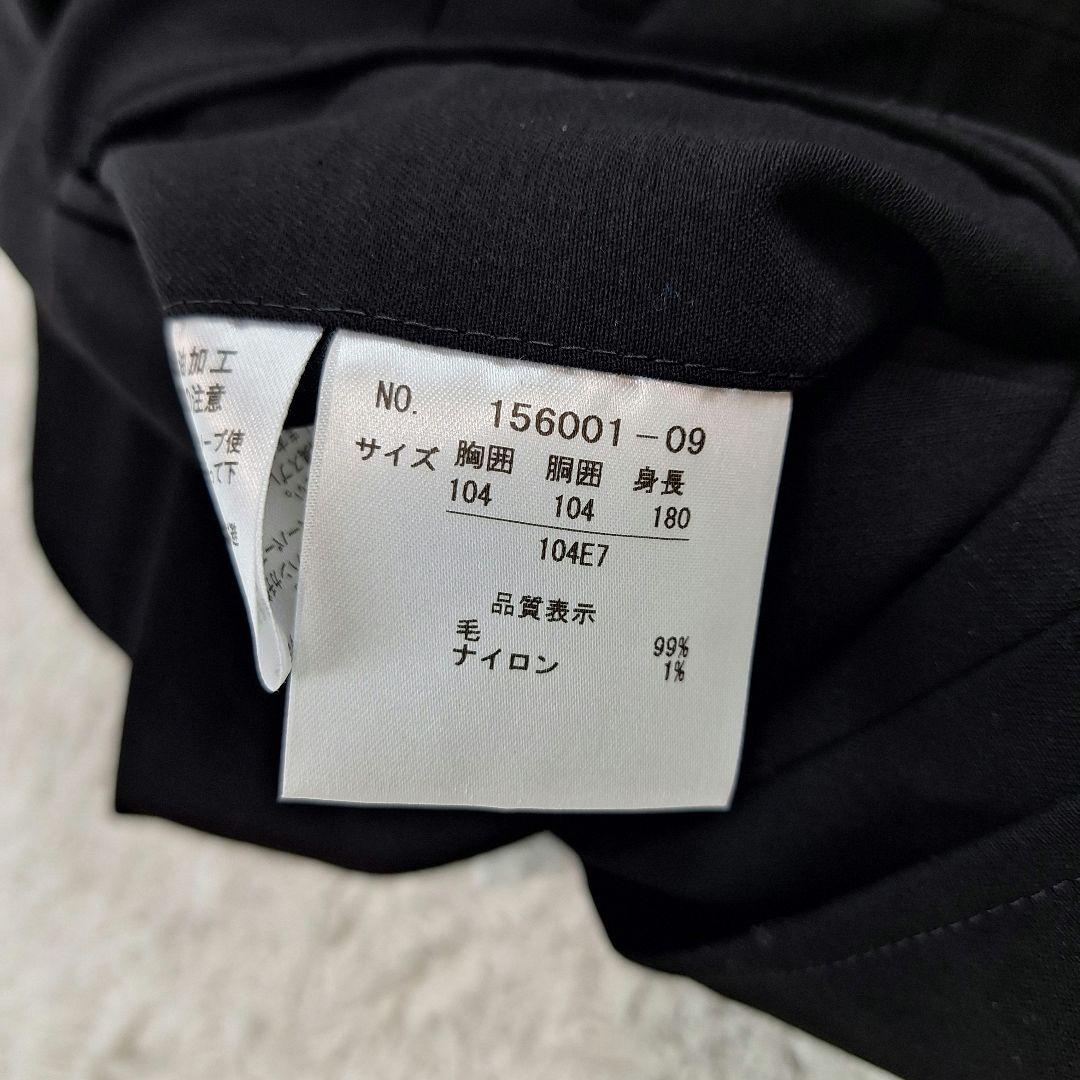 加工
注意
ープ使
て下
NO. 156001-09
サイズ 胸囲 胴囲 身長
104 104 180
104E7
品質表示
毛 99%
ナイロン 1%